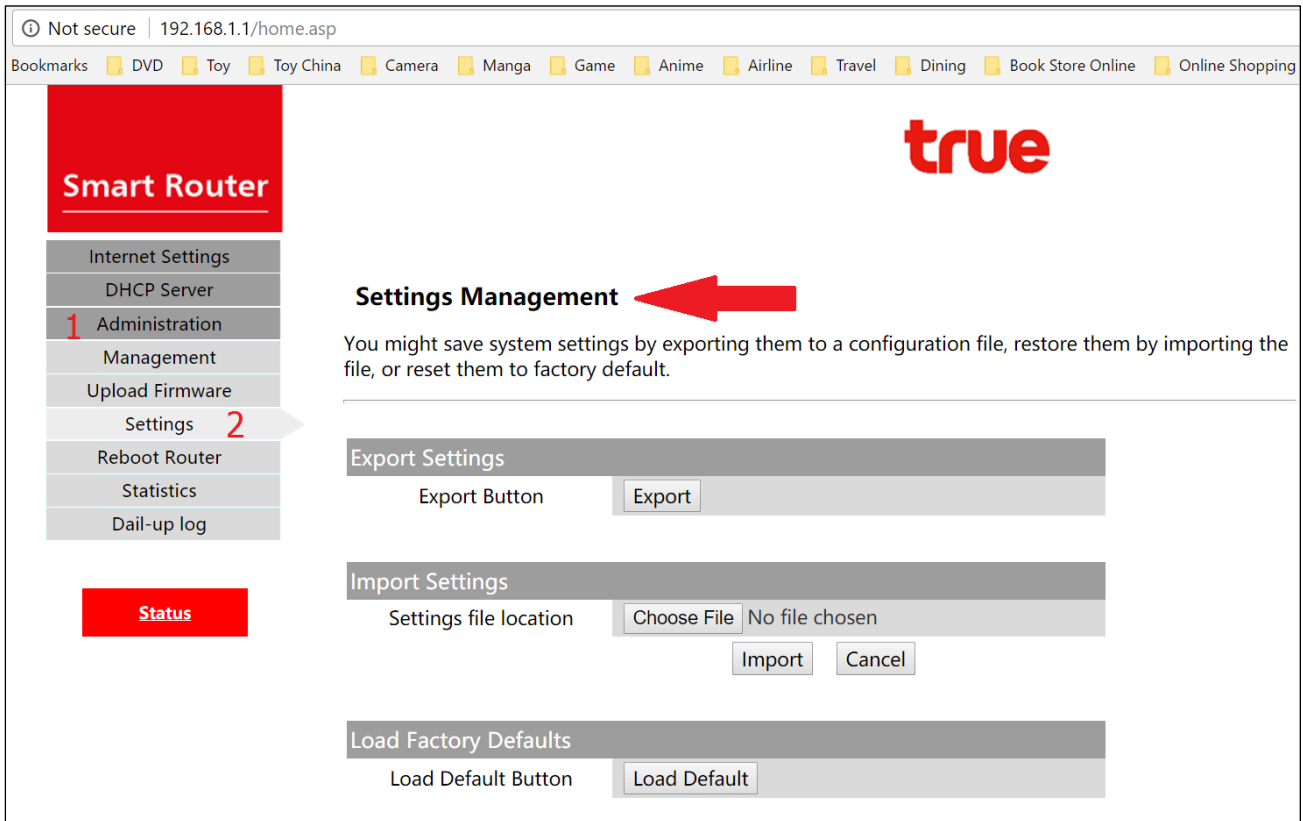 Not secure 192.168.1.1/home.asp
Bookmarks DVD Toy Toy China Camera Manga Game Anime Airline Travel Dining Book Store Online Online Shopping
true
Smart Router
Internet Settings
DHCP Server
1 Administration
Management
Upload Firmware
Settings 2
Reboot Router
Statistics
Dail-up log
Status
Settings Management
You might save system settings by exporting them to a configuration file, restore them by importing the
file, or reset them to factory default.
Export Settings
Export Button Export
Import Settings
Settings file location Choose File No file chosen
Import Cancel
Load Factory Defaults
Load Default Button Load Default